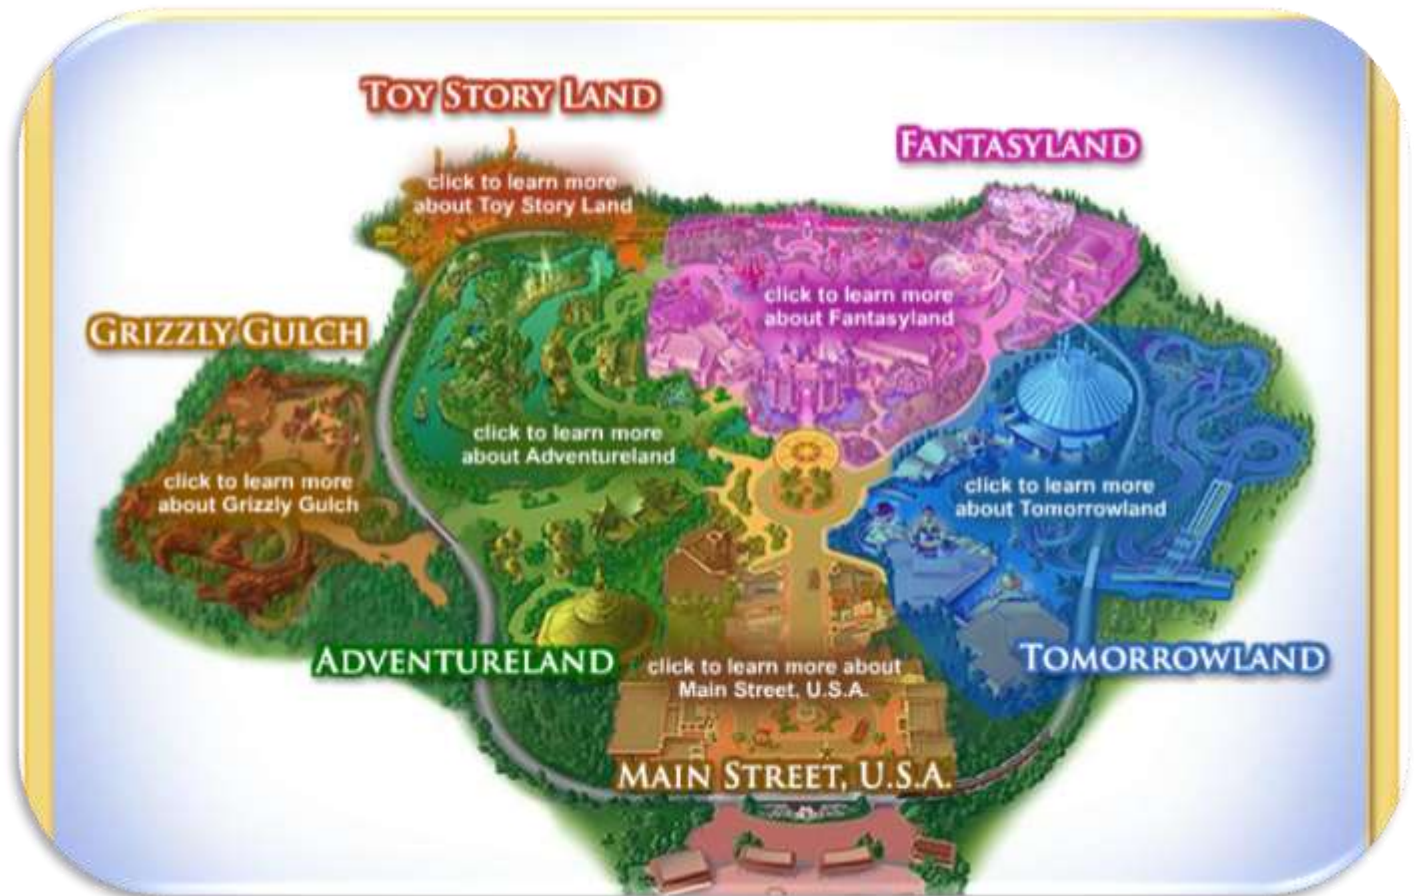 TOY STORY LAND
click to learn more
about Toy Story Land
FANTASYLAND
click to learn more
about Fantasyland
GRIZZLY GULCH
click to learn more
about Grizzly Gulch
click to learn more
about Adventureland
ADVENTURELAND
click to learn more
about Tomorrowland
TOMORROWLAND
click to learn more about
Main Street, U.S.A.
MAIN STREET, U.S.A.